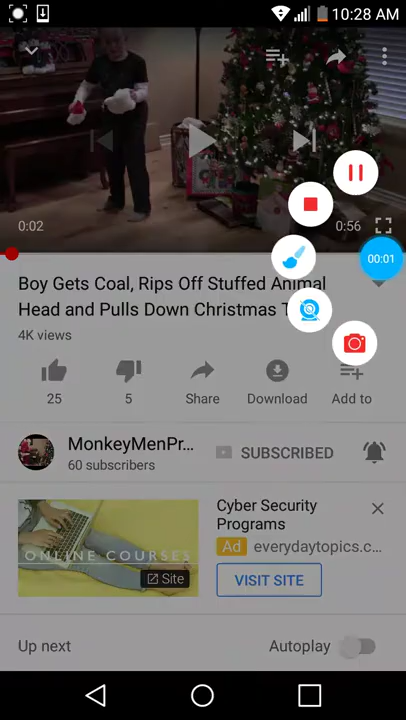 10:28 AM
0:02
0:56
00:01
Boy Gets Coal, Rips Off Stuffed Animal
Head and Pulls Down Christmas T
4K views
25
5
Share
Download
Add to
MonkeyMenPr...
60 subscribers
SUBSCRIBED
ONLINE COURSES
Site
Cyber Security
Programs
Ad everydaytopics.c...
VISIT SITE
Up next
Autoplay